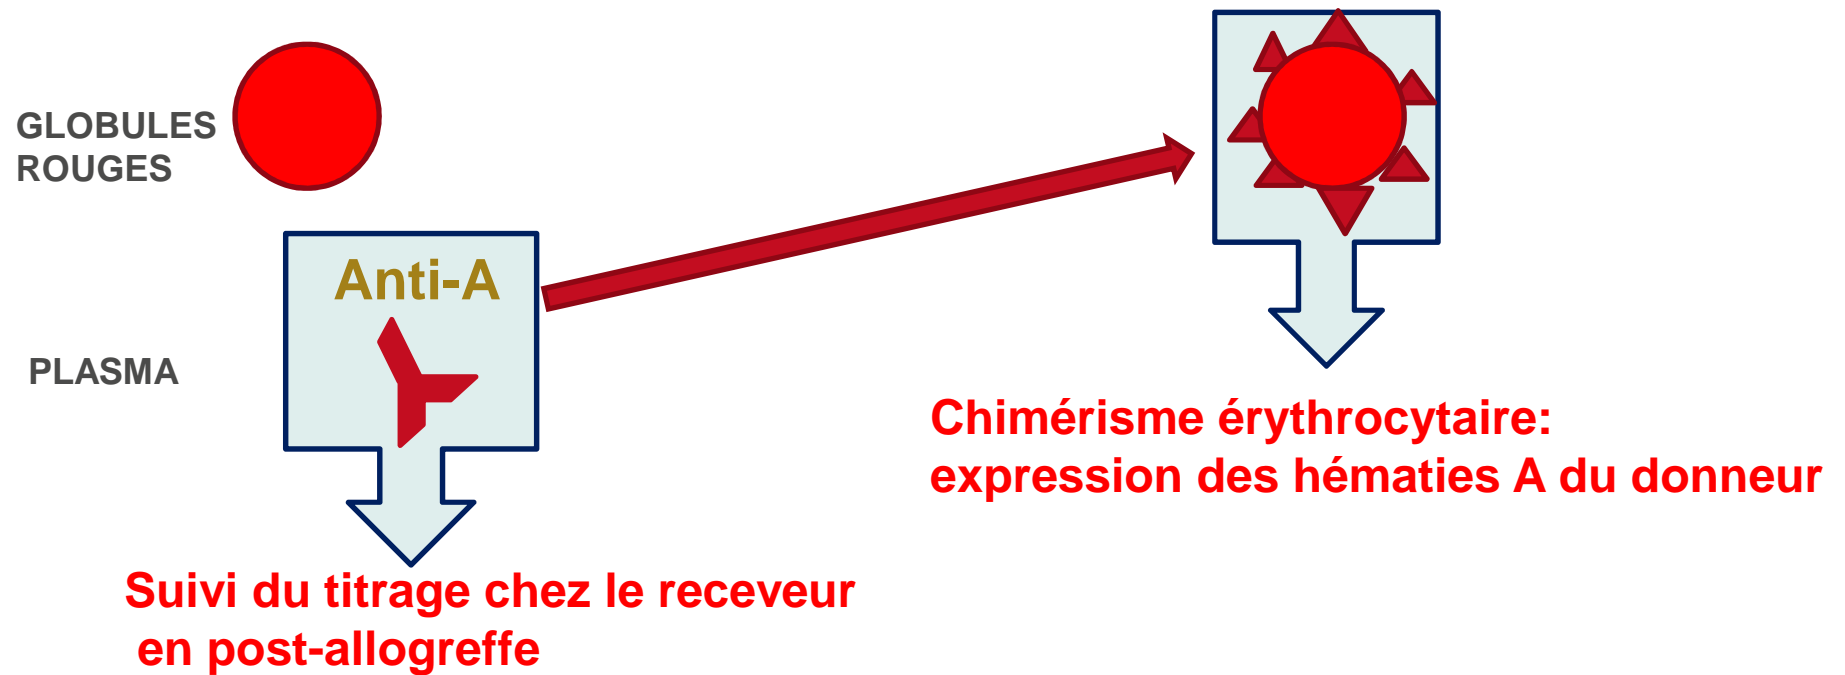 GLOBULES
ROUGES
Anti-A
PLASMA
Chimérisme érythrocytaire:
expression des hématies A du donneur
Suivi du titrage chez le receveur
en post-allogreffe